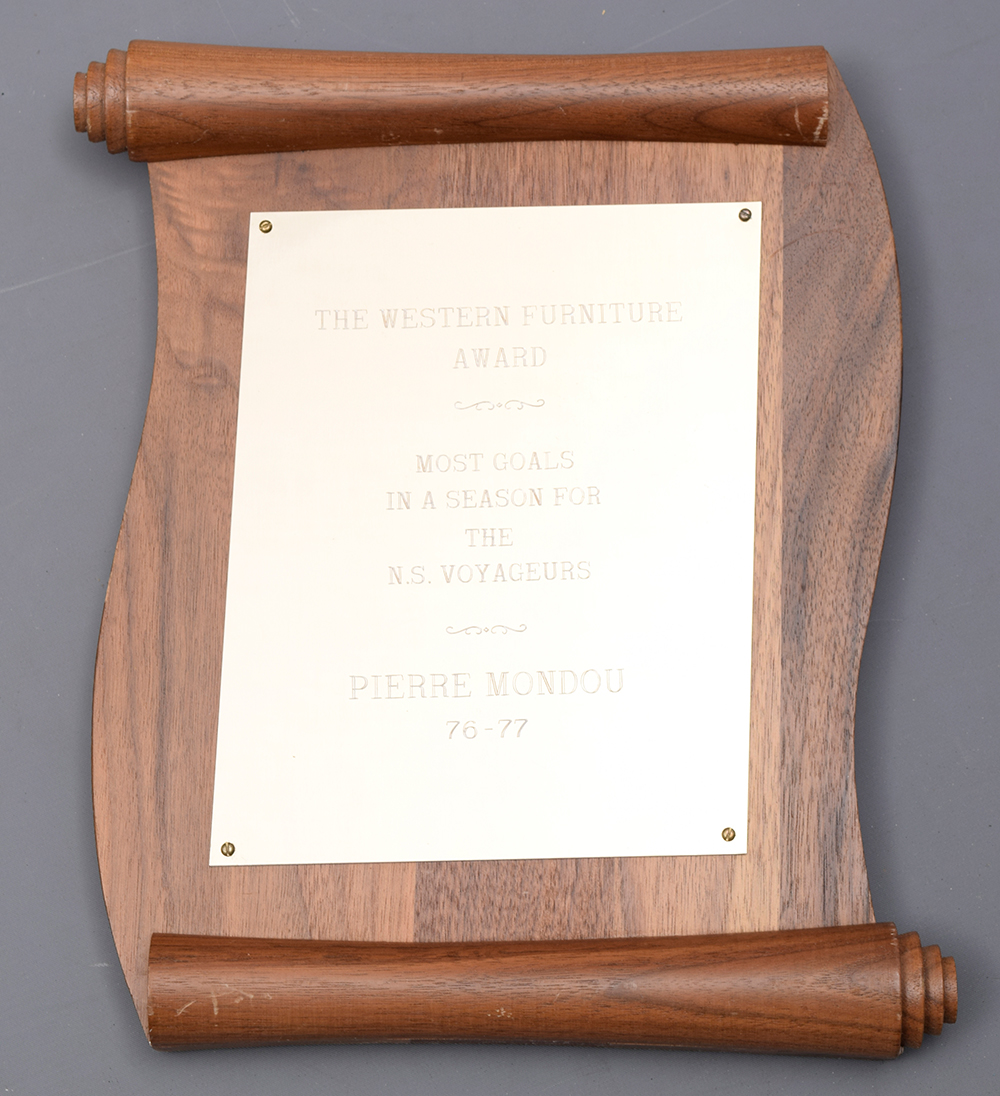 THE WESTERN FURNITURE
AWARD
MOST GOALS
IN A SEASON FOR
THE
N.S. VOYAGEURS
PIERRE MONDOU
76-77